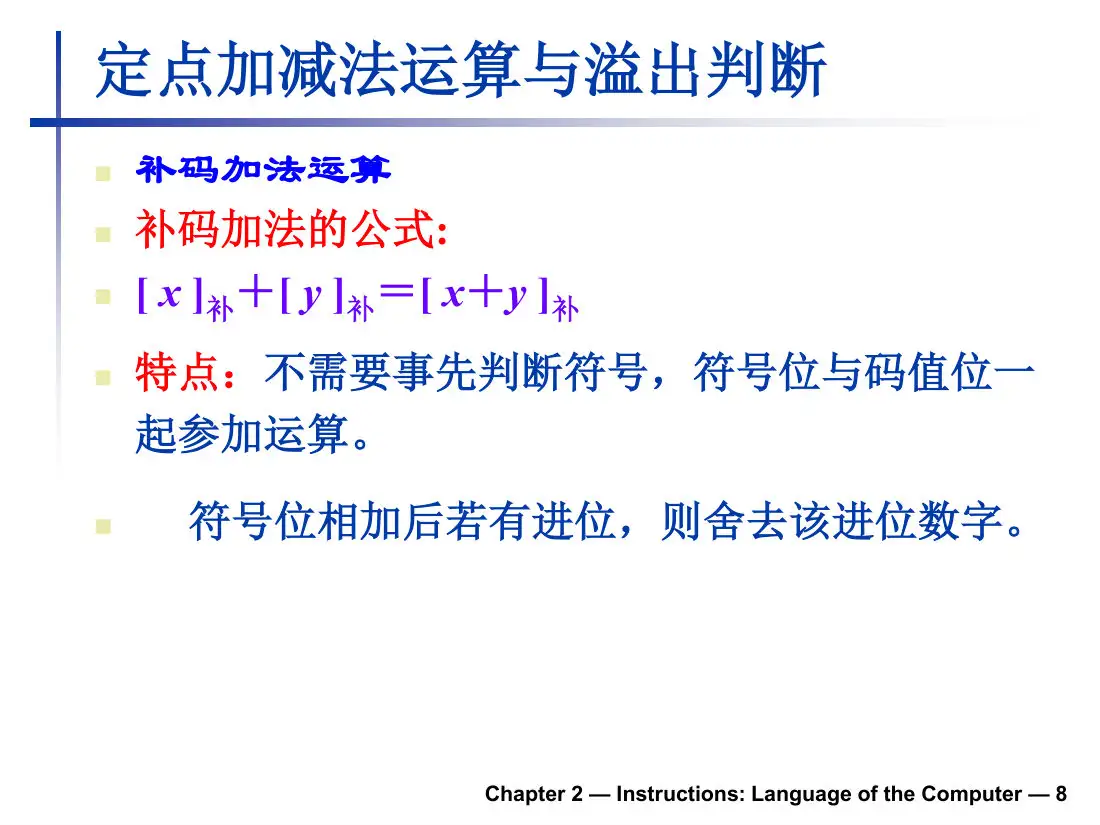 定点加减法运算与溢出判断
补码加法运算
补码加法的公式:
[ x ]补＋[ y ]补＝[ x＋y ]补
特点：不需要事先判断符号，符号位与码值位一
起参加运算。
符号位相加后若有进位，则舍去该进位数字。
Chapter 2 — Instructions: Language of the Computer — 8